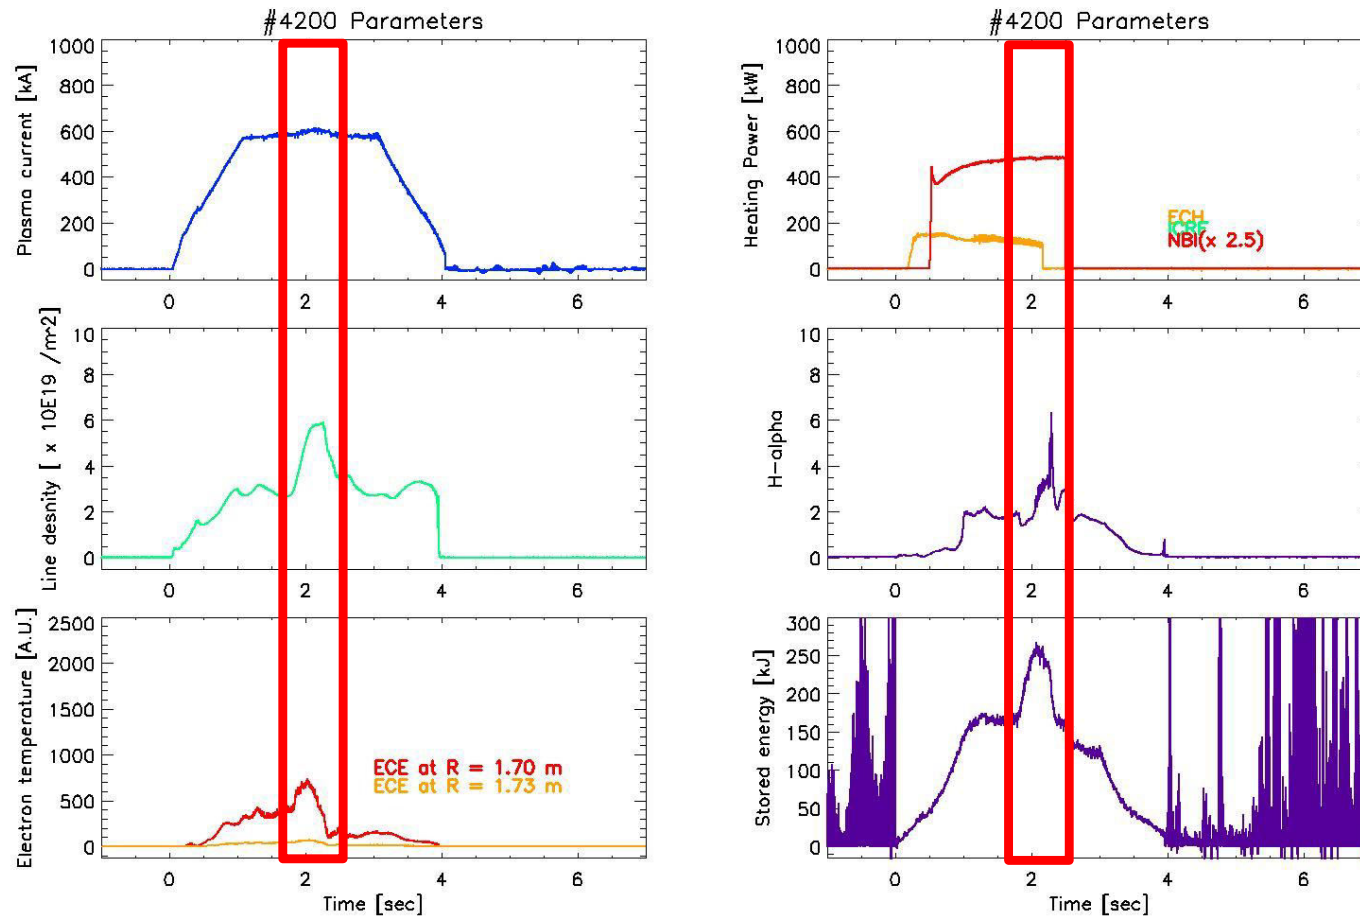 #4200 Parameters
Plasma current [kA]
1000
800
600
400
200
0
0 2 4 6
Line desnity [ x 10E19 /m^2]
10
8
6
4
2
0
0 2 4 6
Electron temperature [A.U.]
2500
2000
1500
1000
500
0
ECE at R = 1.70 m
ECE at R = 1.73 m
0 2 4 6
Time [sec]
#4200 Parameters
Heating Power [kW]
1000
800
600
400
200
0
ECH
ICRF
NBI(x 2.5)
0 2 4 6
H-alpha
10
8
6
4
2
0
0 2 4 6
Stored energy [kJ]
300
250
200
150
100
50
0
0 2 4 6
Time [sec]